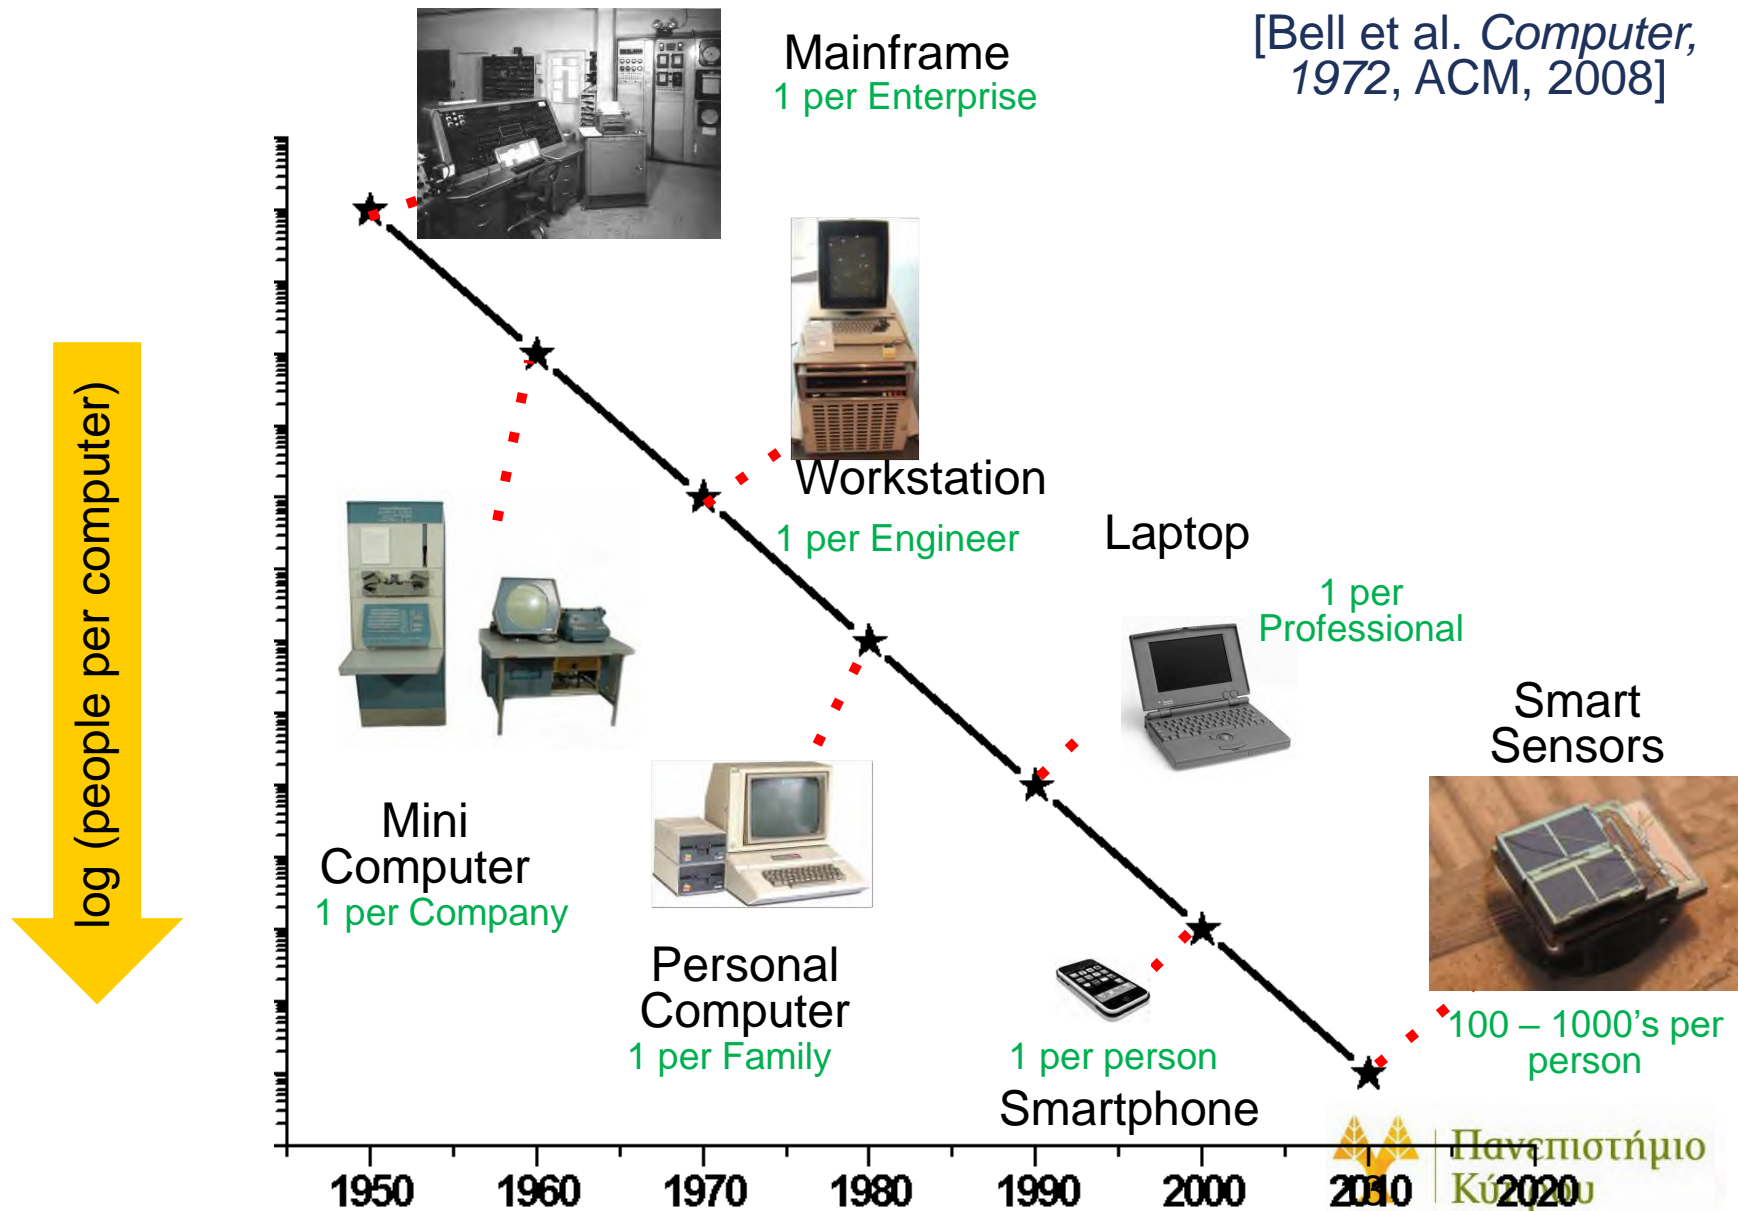 Mainframe
1 per Enterprise
[Bell et al. Computer,
1972, ACM, 2008]
log (people per computer)
Workstation
1 per Engineer
Laptop
1 per
Professional
Smart
Sensors
100 – 1000’s per
person
Mini
Computer
1 per Company
Personal
Computer
1 per Family
1 per person
Smartphone
Πανεπιστήμιο
Κύπρου
1950 1960 1970 1980 1990 2000 2010 2020